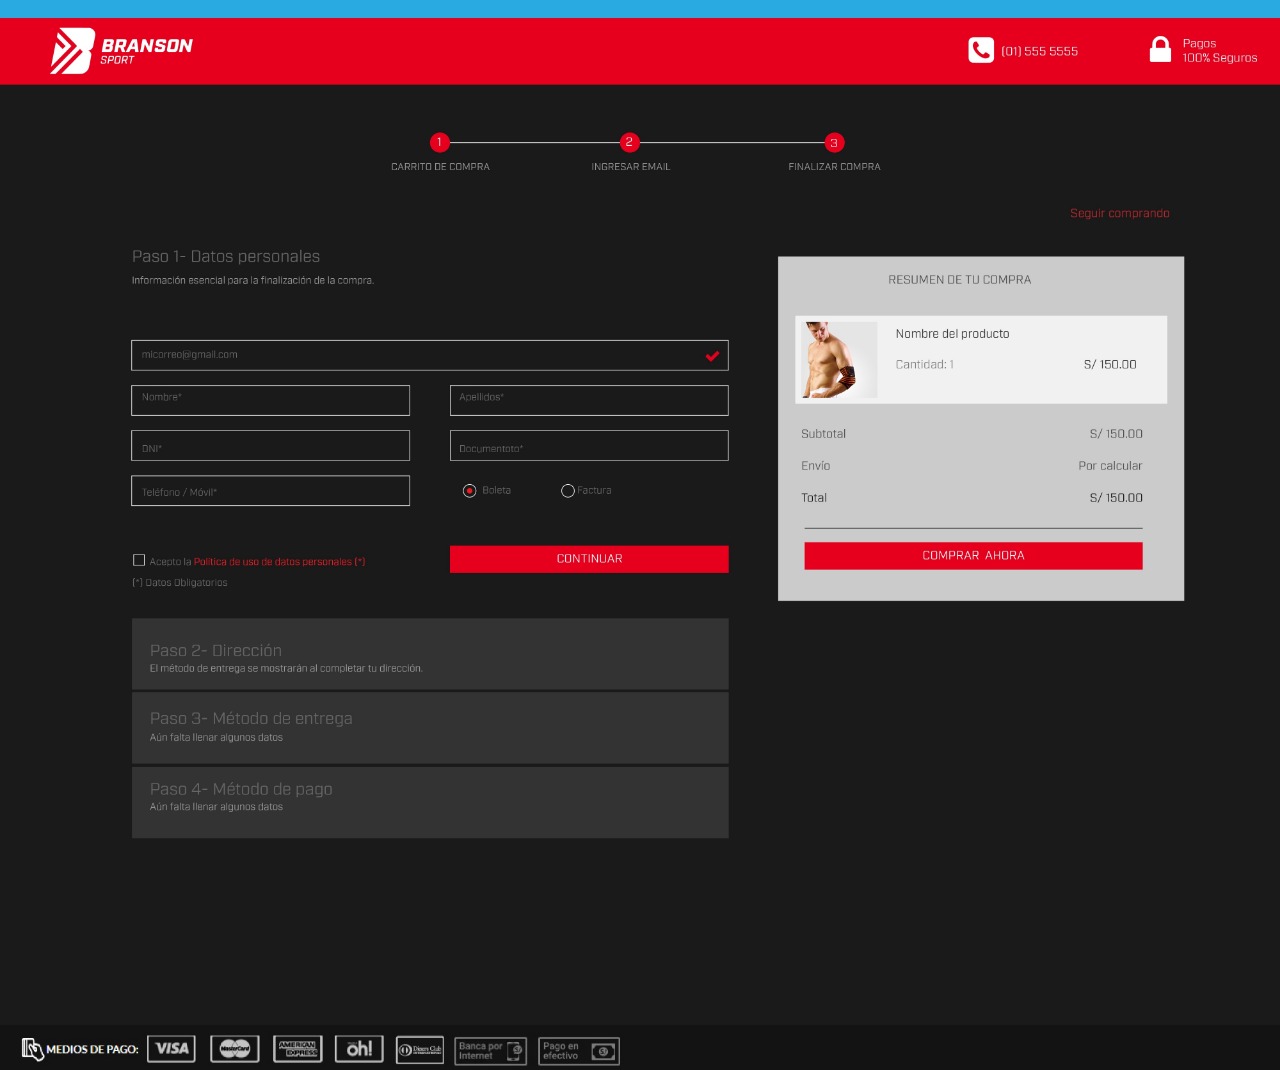 BRANSON
SPORT
(01) 555 5555
Pagos
100% Seguros
1
2
3
CARRITO DE COMPRA
INGRESAR EMAIL
FINALIZAR COMPRA
Seguir comprando
Paso 1- Datos personales
Información esencial para la finalización de la compra.
micorreo@gmail.com
Nombre*
Apellidos*
DNI*
Documentoto*
Teléfono / Móvil*
Boleta
Factura
Acepto la Política de uso de datos personales (*)
CONTINUAR
(*) Datos Obligatorios
Paso 2- Dirección
El método de entrega se mostrarán al completar tu dirección.
Paso 3- Método de entrega
Aún falta llenar algunos datos
Paso 4- Método de pago
Aún falta llenar algunos datos
RESUMEN DE TU COMPRA
Nombre del producto
Cantidad: 1
S/ 150.00
Subtotal
S/ 150.00
Envío
Por calcular
Total
S/ 150.00
COMPRAR AHORA
MEDIOS DE PAGO:
VISA
MasterCard
AMERICAN EXPRESS
oh!
Diners Club
Banca por
Internet
Pago en
efectivo